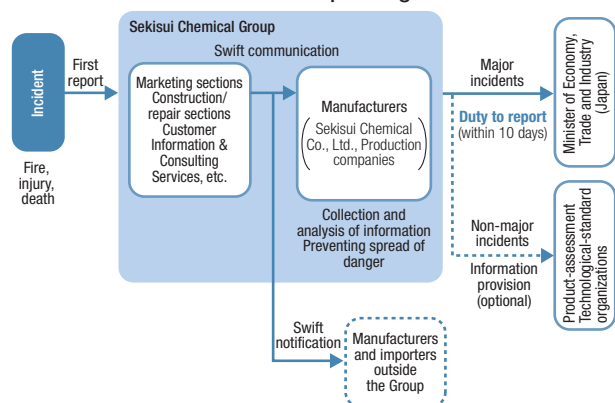 Sekisui Chemical Group
Incident
Fire,
injury,
death
First
report
Swift communication
Marketing sections
Construction/
repair sections
Customer
Information &
Consulting
Services, etc.
Manufacturers
(Sekisui Chemical
Co., Ltd., Production
companies)
Collection and
analysis of information
Preventing spread of
danger
Major
incidents
Duty to report
(within 10 days)
Minister of Economy,
Trade and Industry
(Japan)
Non-major
incidents
Information
provision
(optional)
Product-assessment
Technological-standard
organizations
Swift
notification
Manufacturers
and importers
outside
the Group